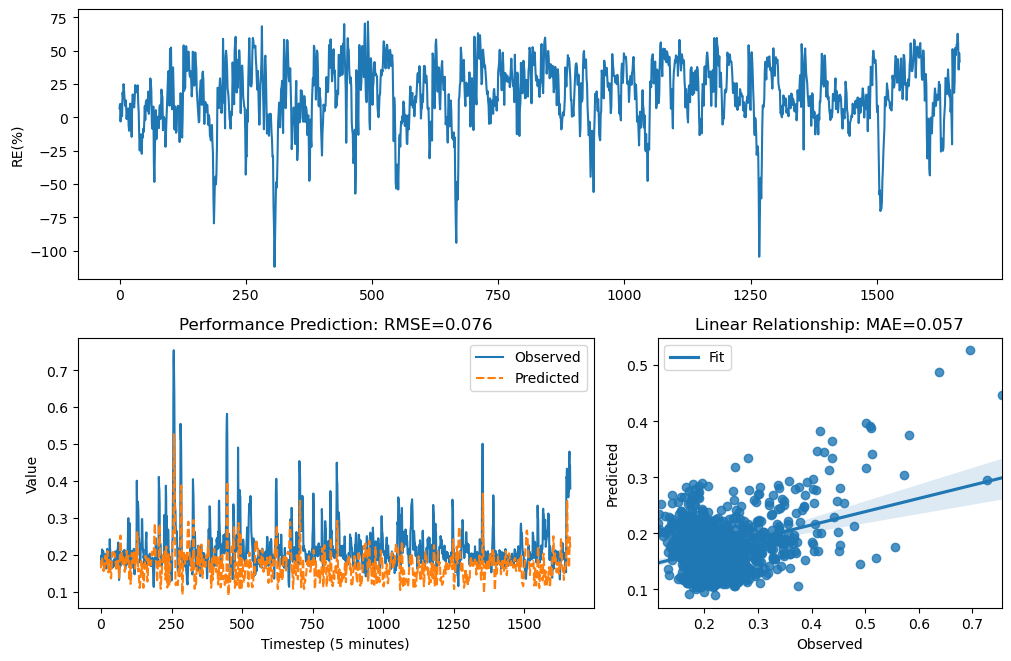 75
50
25
0
−25
−50
−75
−100
RE(%)
0 250 500 750 1000 1250 1500
Performance Prediction: RMSE=0.076
Observed
Predicted
0.7
0.6
0.5
0.4
0.3
0.2
0.1
Value
0 250 500 750 1000 1250 1500
Timestep (5 minutes)
Linear Relationship: MAE=0.057
Fit
0.5
0.4
0.3
0.2
0.1
Predicted
0.2 0.3 0.4 0.5 0.6 0.7
Observed